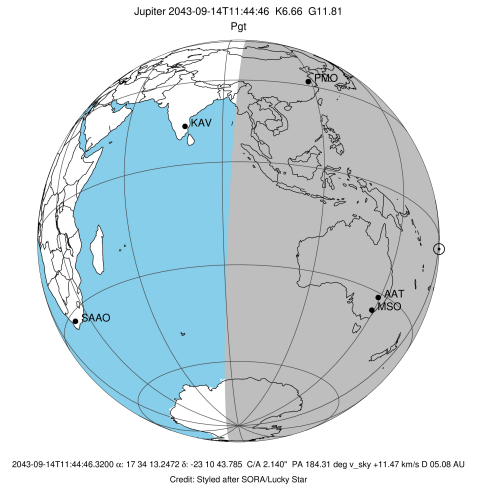 Jupiter 2043-09-14T11:44:46 K6.66 G11.81
Pgt
PMO
KAV
AAT
MSO
SAAO
2043-09-14T11:44:46.3200 α: 17 34 13.2472 δ: -23 10 43.785 C/A 2.140" PA 184.31 deg v_sky +11.47 km/s D 05.08 AU
Credit: Styled after SORA/Lucky Star